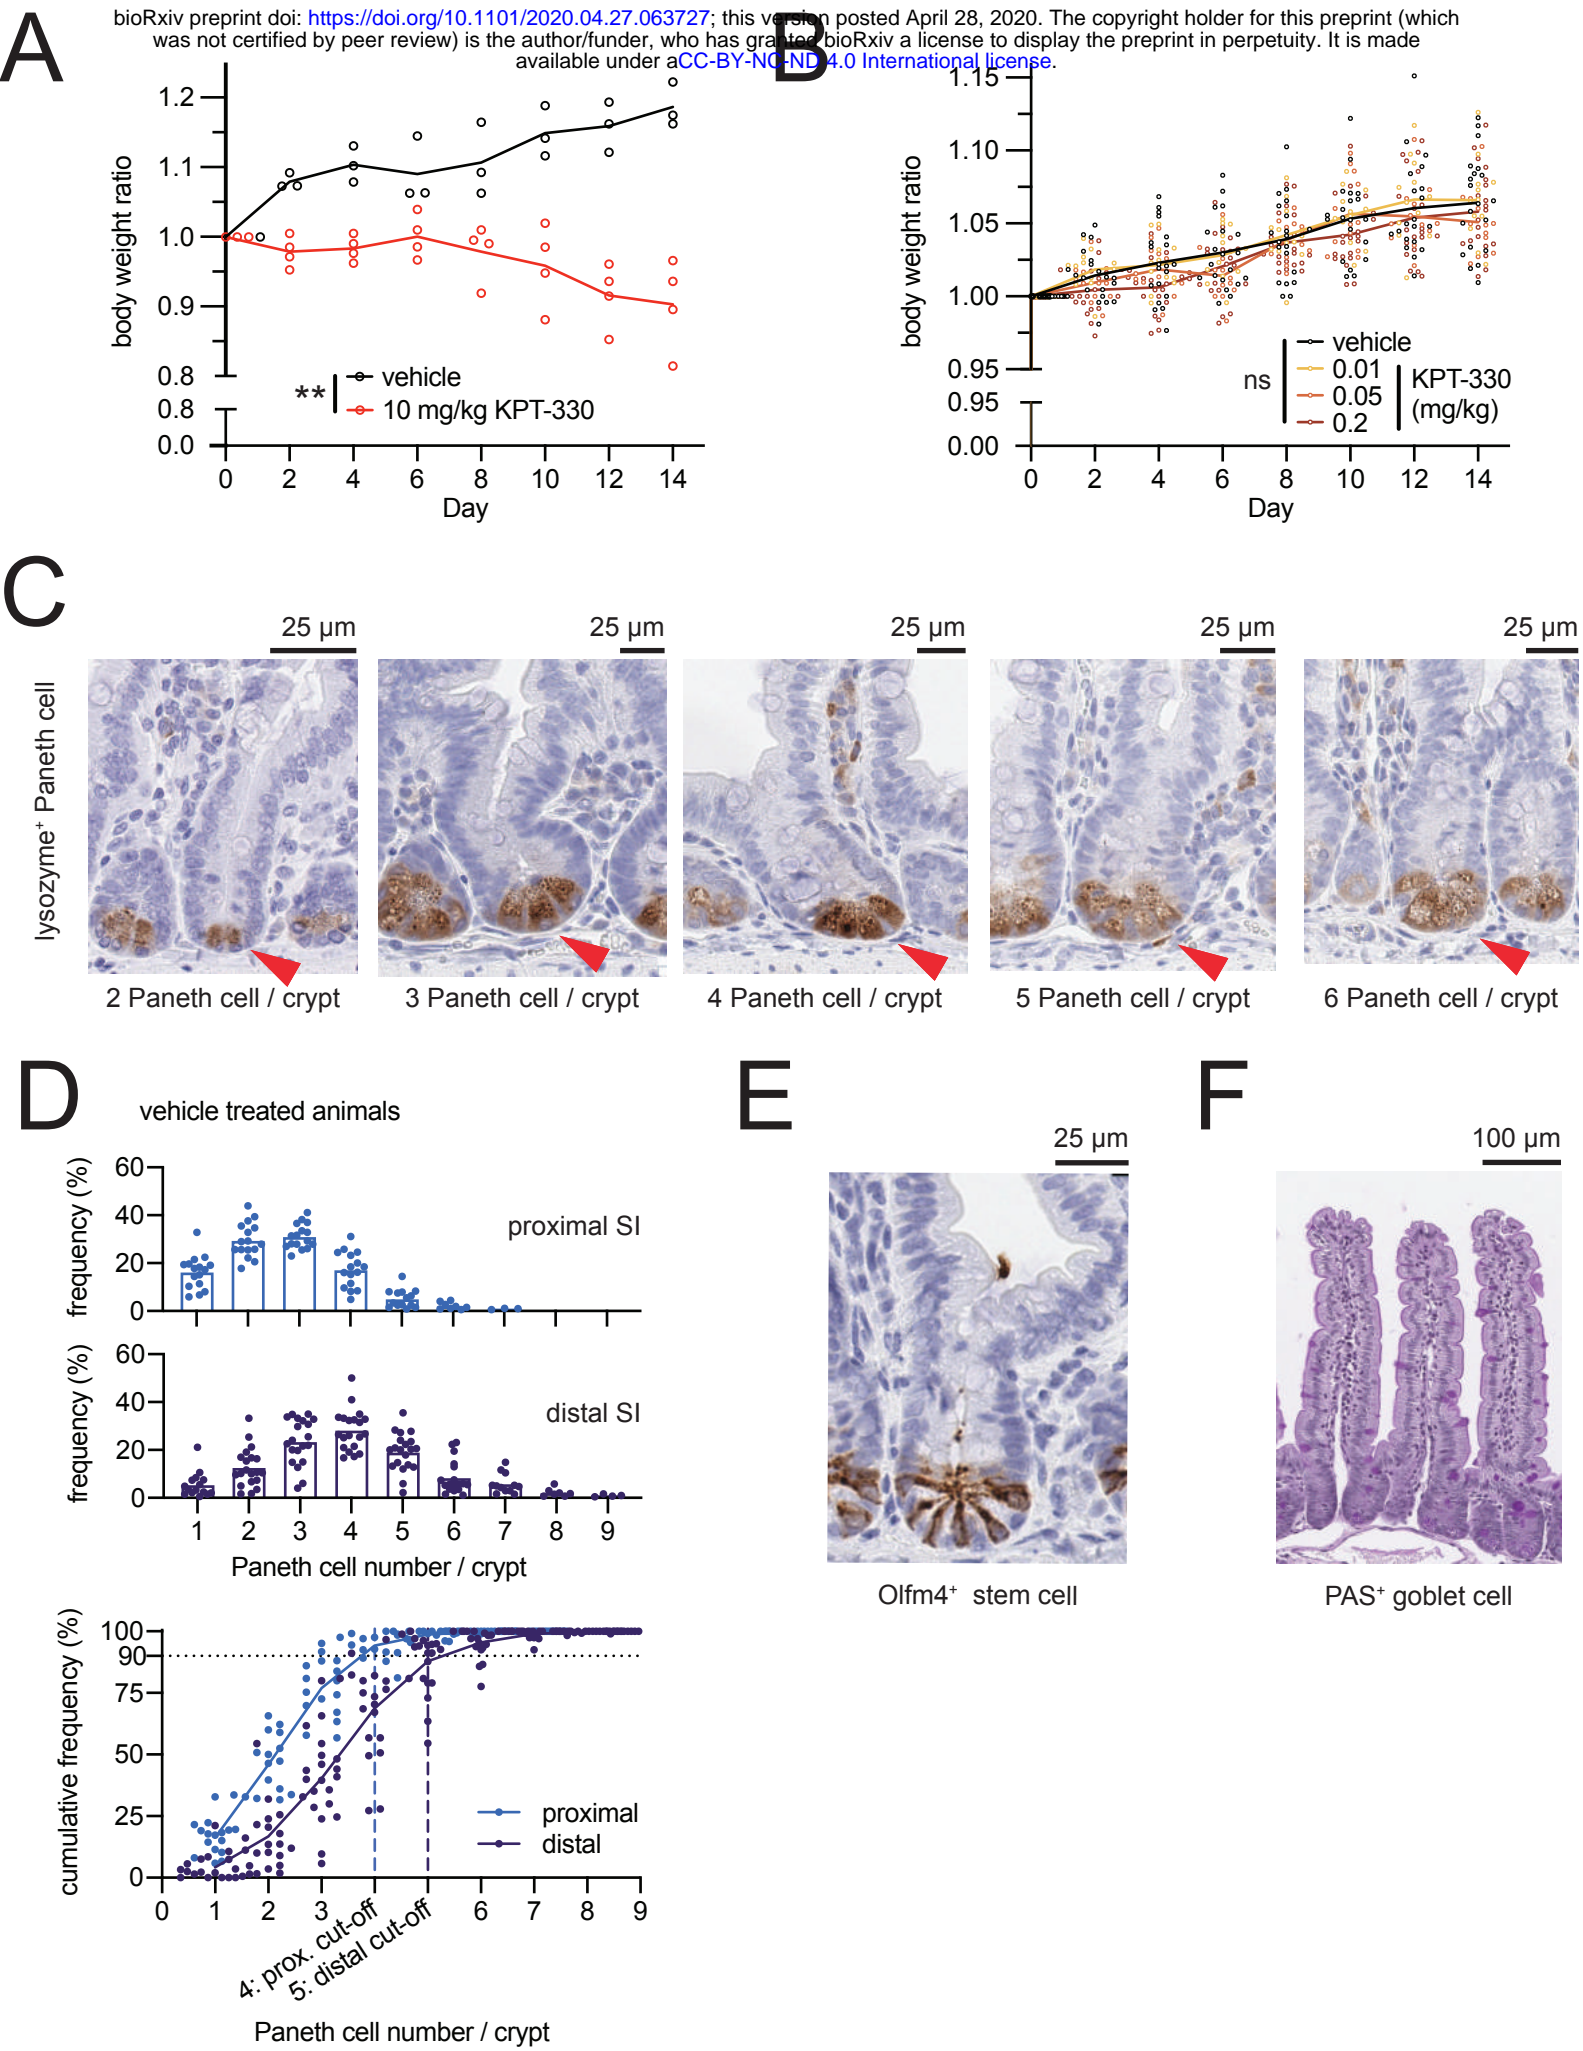 bioRxiv preprint doi: https://doi.org/10.1101/2020.04.27.063727; this version posted April 28, 2020. The copyright holder for this preprint (which
was not certified by peer review) is the author/funder, who has granted bioRxiv a license to display the preprint in perpetuity. It is made
available under aCC-BY-NC-ND 4.0 International license.
A
body weight ratio
1.2
1.1
1.0
0.9
0.8
0.8
0.0
** vehicle
10 mg/kg KPT-330
0 2 4 6 8 10 12 14
Day
B
body weight ratio
1.15
1.10
1.05
1.00
0.95
0.95
0.00
ns
vehicle
0.01
0.05
0.2
KPT-330
(mg/kg)
0 2 4 6 8 10 12 14
Day
C
lysozyme⁺ Paneth cell
25 µm 25 µm 25 µm 25 µm 25 µm
2 Paneth cell / crypt 3 Paneth cell / crypt 4 Paneth cell / crypt 5 Paneth cell / crypt 6 Paneth cell / crypt
D
vehicle treated animals
frequency (%)
60
40
20
0
proximal SI
frequency (%)
60
40
20
0
distal SI
1 2 3 4 5 6 7 8 9
Paneth cell number / crypt
cumulative frequency (%)
100
90
75
50
25
0
proximal
distal
0 1 2 3 6 7 8 9
4: prox. cut-off
5: distal cut-off
Paneth cell number / crypt
E
25 µm
Olfm4⁺ stem cell
F
100 µm
PAS⁺ goblet cell